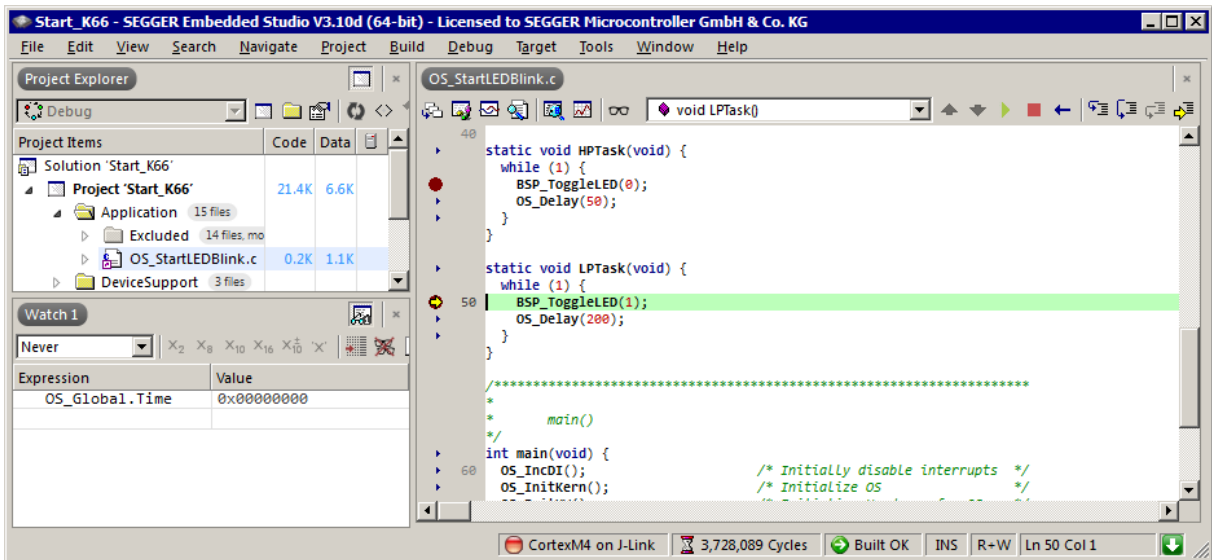 Start_K66 - SEGGER Embedded Studio V3.10d (64-bit) - Licensed to SEGGER Microcontroller GmbH & Co. KG
File Edit View Search Navigate Project Build Debug Target Tools Window Help
Project Explorer
Debug
Project Items Code Data
Solution 'Start_K66'
Project 'Start_K66' 21.4K 6.6K
Application 15 files
Excluded 14 files, mo
OS_StartLEDBlink.c 0.2K 1.1K
DeviceSupport 3 files
Watch 1
Never x2 x8 x10 x16 x±10 'x'
Expression Value
OS_Global.Time 0x00000000
OS_StartLEDBlink.c
void LPTask()
40
static void HPTask(void) {
while (1) {
BSP_ToggleLED(0);
OS_Delay(50);
}
}
static void LPTask(void) {
while (1) {
50 BSP_ToggleLED(1);
OS_Delay(200);
}
}
/*********************************************************************
*
* main()
*/
int main(void) {
60 OS_IncDI(); /* Initially disable interrupts */
OS_InitKern(); /* Initialize OS */
CortexM4 on J-Link 3,728,089 Cycles Built OK INS R+W Ln 50 Col 1